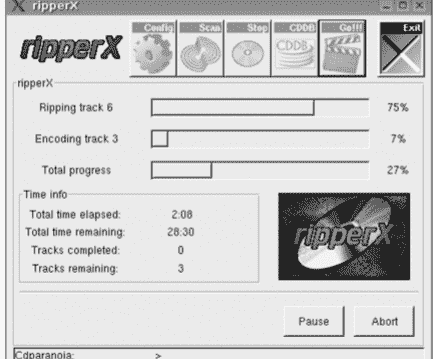 ripperX
Config Scan Stop CDDB Go!!! Exit
ripperX
ripperX
Ripping track 6 75%
Encoding track 3 7%
Total progress 27%
Time info
Total time elapsed: 2:08
Total time remaining: 28:30
Tracks completed: 0
Tracks remaining: 3
ripperX
Pause Abort
Cdparanoia: >